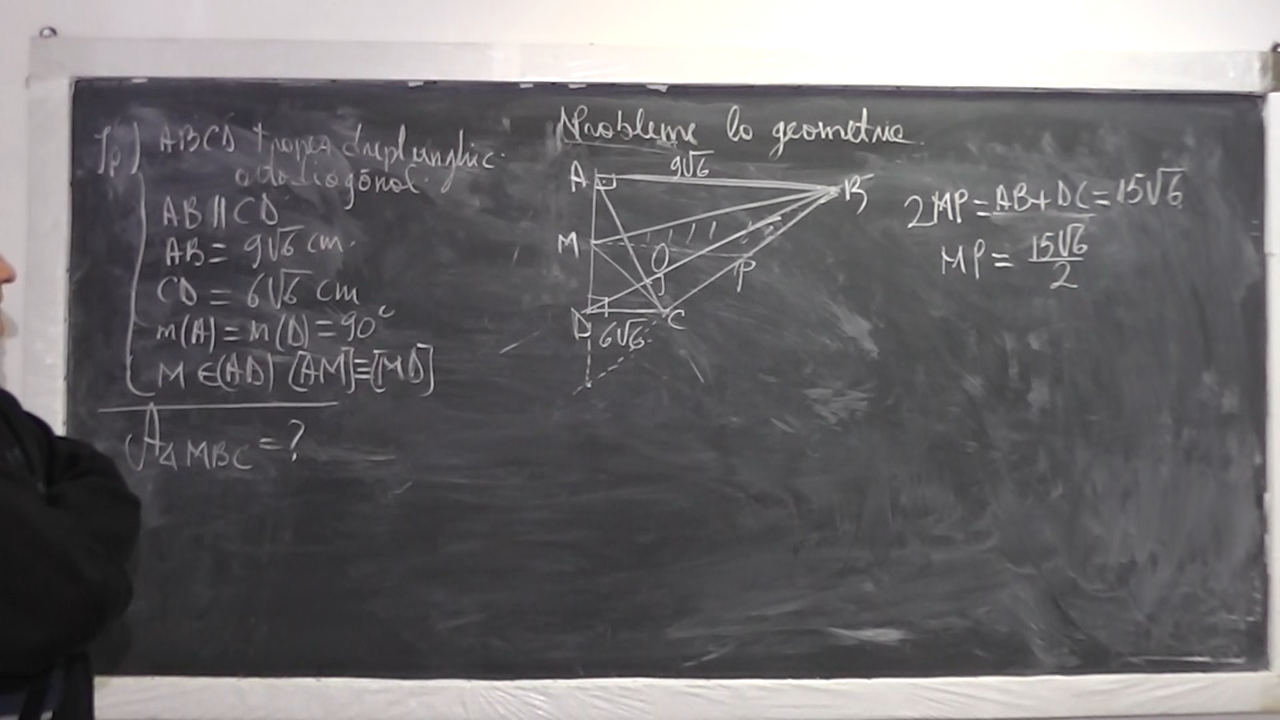 Probleme la geometrie.
Ip) ABCD trapez dreptunghic.
ortodiagonal.
AB || CD
AB = 9√6 cm.
CD = 6√6 cm
m(A) = m(D) = 90°
M ∈ (AD) [AM] ≡ [MD]
A△MBC = ?
9√6
A
B
M
O
P
D
6√6
C
2MP = AB + DC = 15√6
MP = 15√6 / 2